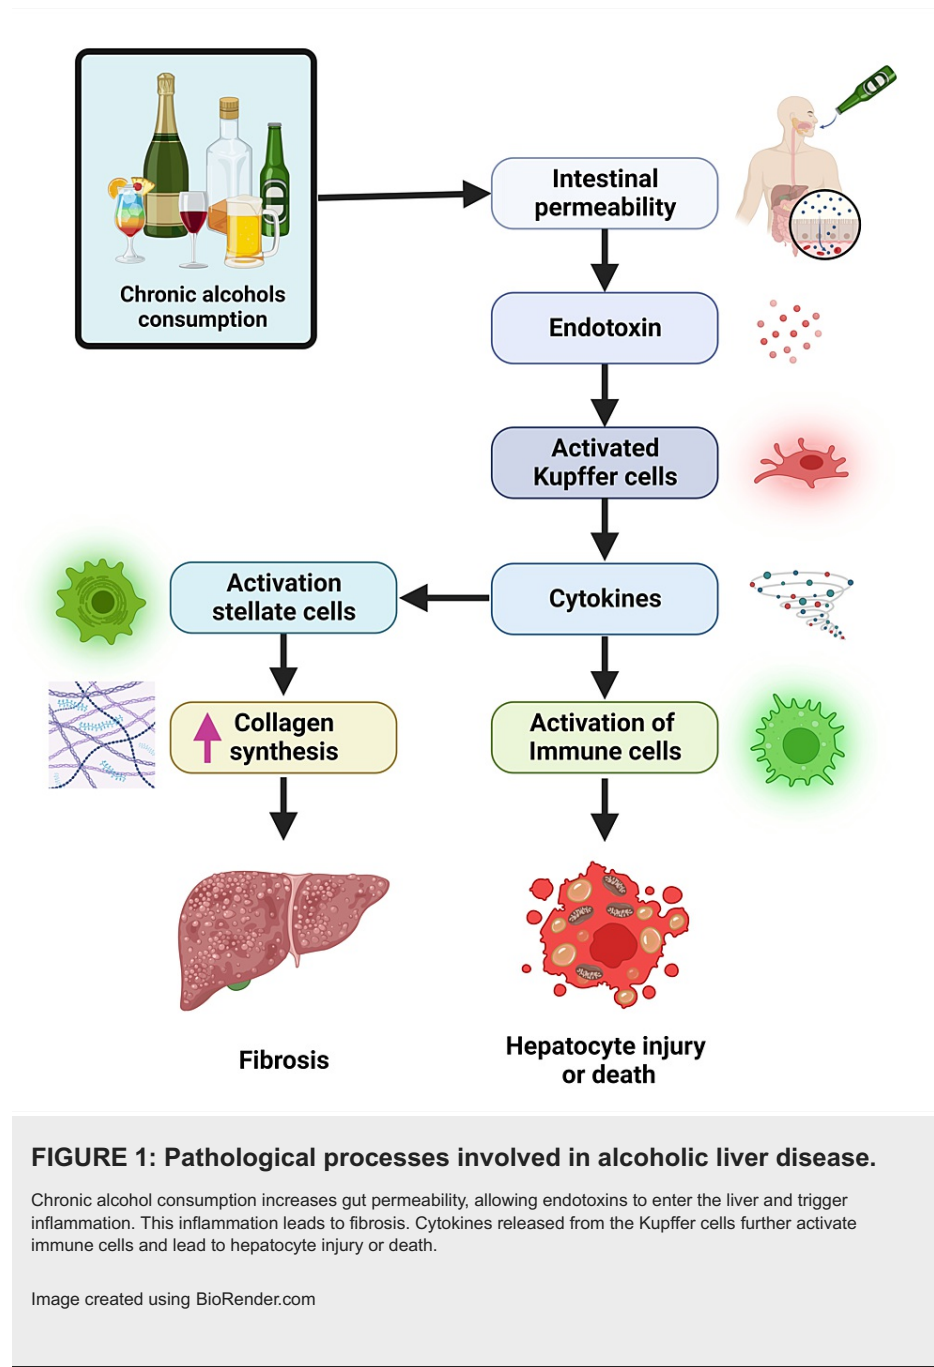 Chronic alcohols
consumption
Intestinal
permeability
Endotoxin
Activated
Kupffer cells
Cytokines
Activation
stellate cells
Collagen
synthesis
Activation of
Immune cells
Fibrosis
Hepatocyte injury
or death
FIGURE 1: Pathological processes involved in alcoholic liver disease.
Chronic alcohol consumption increases gut permeability, allowing endotoxins to enter the liver and trigger
inflammation. This inflammation leads to fibrosis. Cytokines released from the Kupffer cells further activate
immune cells and lead to hepatocyte injury or death.
Image created using BioRender.com